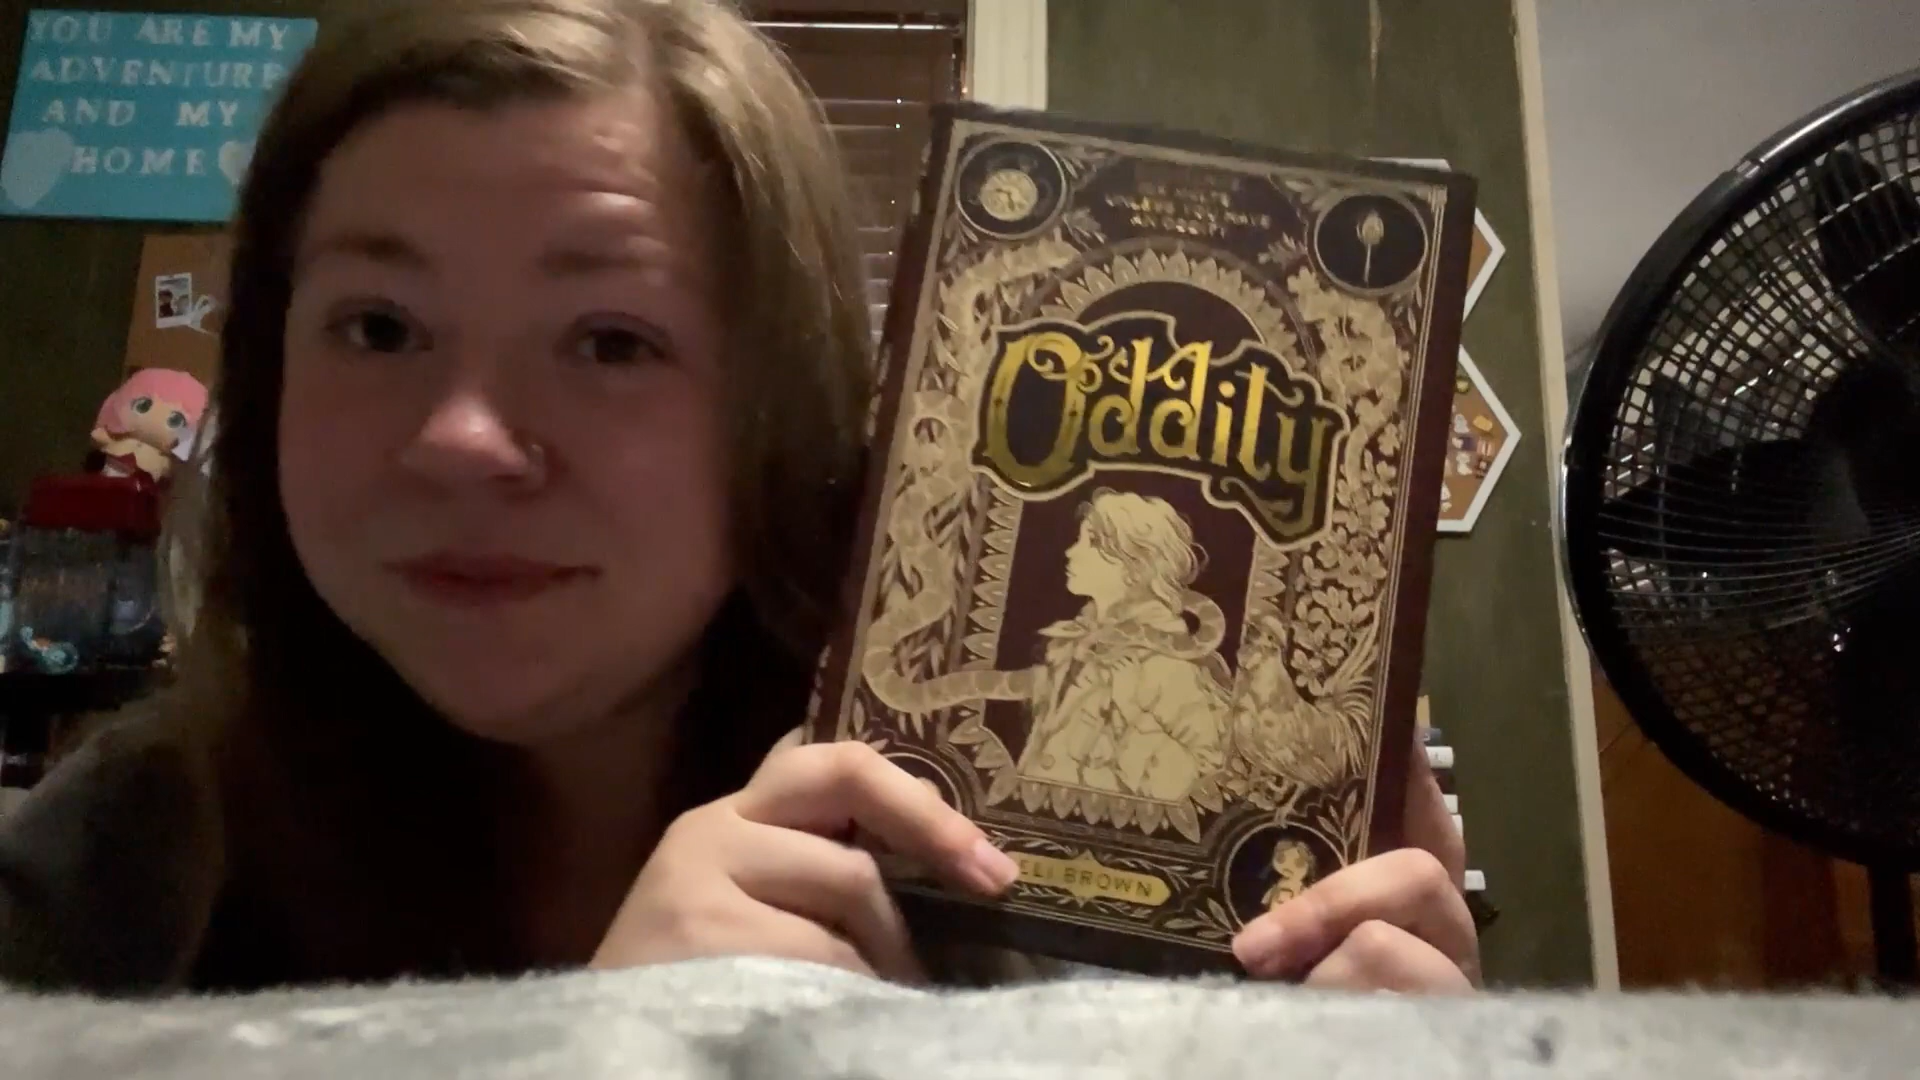 YOU ARE MY
ADVENTURE
AND MY
HOME
Oddity
ELI BROWN